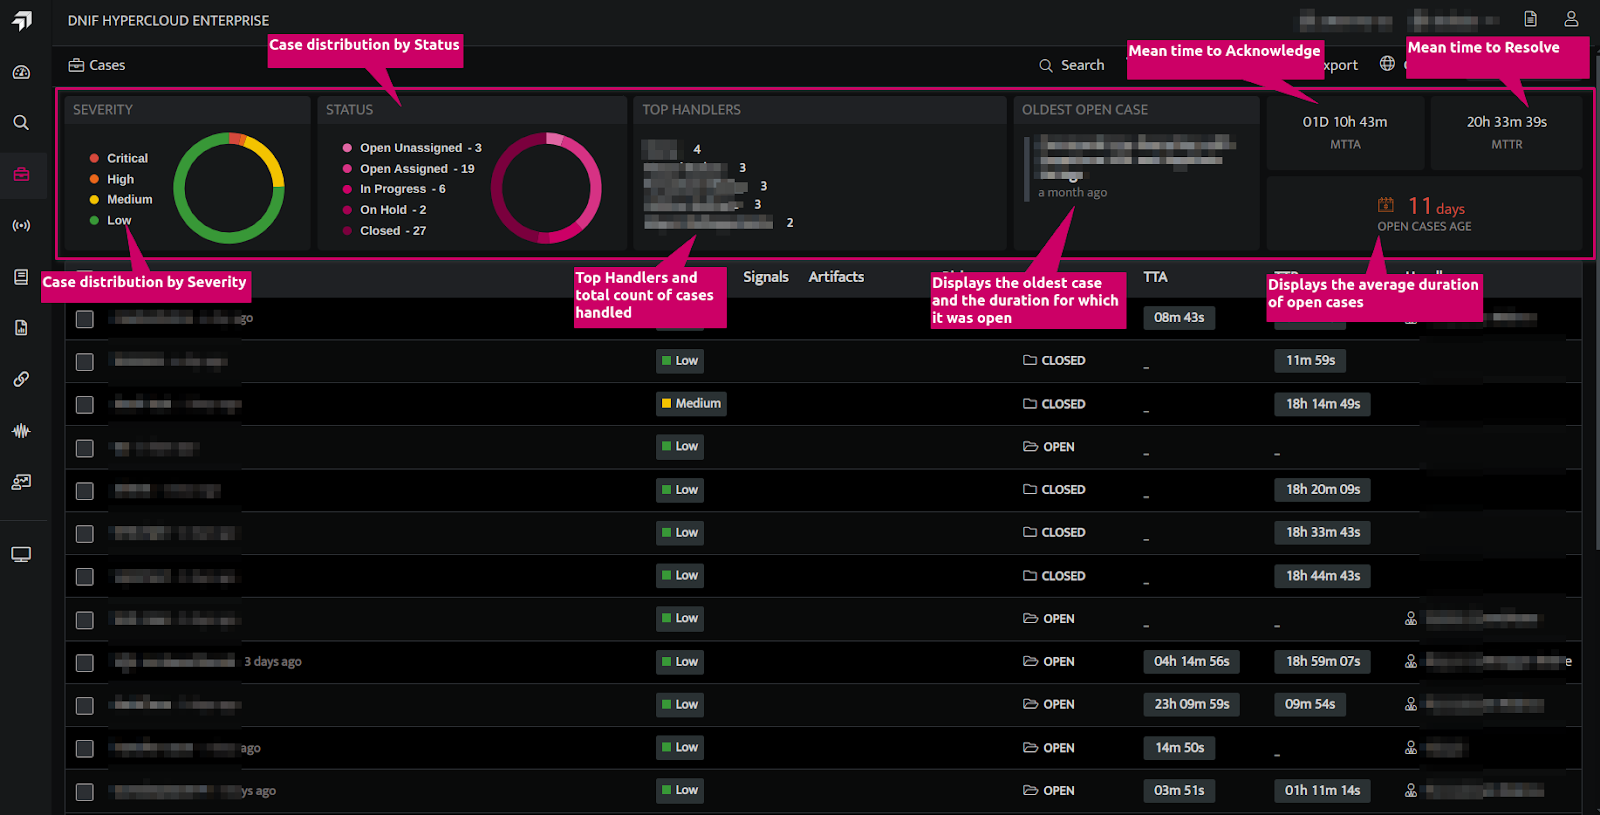 DNIF HYPERCLOUD ENTERPRISE
Case distribution by Status
Mean time to Acknowledge
Mean time to Resolve
Cases
Search
xport
SEVERITY
Critical
High
Medium
Low
Case distribution by Severity
STATUS
Open Unassigned - 3
Open Assigned - 19
In Progress - 6
On Hold - 2
Closed - 27
TOP HANDLERS
4
3
3
3
2
Top Handlers and
total count of cases
handled
OLDEST OPEN CASE
a month ago
Displays the oldest case
and the duration for which
it was open
01D 10h 43m
MTTA
20h 33m 39s
MTTR
11 days
OPEN CASES AGE
Displays the average duration
of open cases
Signals Artifacts TTA
go 08m 43s
Low CLOSED _ 11m 59s
Medium CLOSED _ 18h 14m 49s
Low OPEN _ _
Low CLOSED _ 18h 20m 09s
Low CLOSED _ 18h 33m 43s
Low CLOSED _ 18h 44m 43s
Low OPEN _ _
3 days ago Low OPEN 04h 14m 56s 18h 59m 07s e
Low OPEN 23h 09m 59s 09m 54s
ago Low OPEN 14m 50s _
ys ago Low OPEN 03m 51s 01h 11m 14s